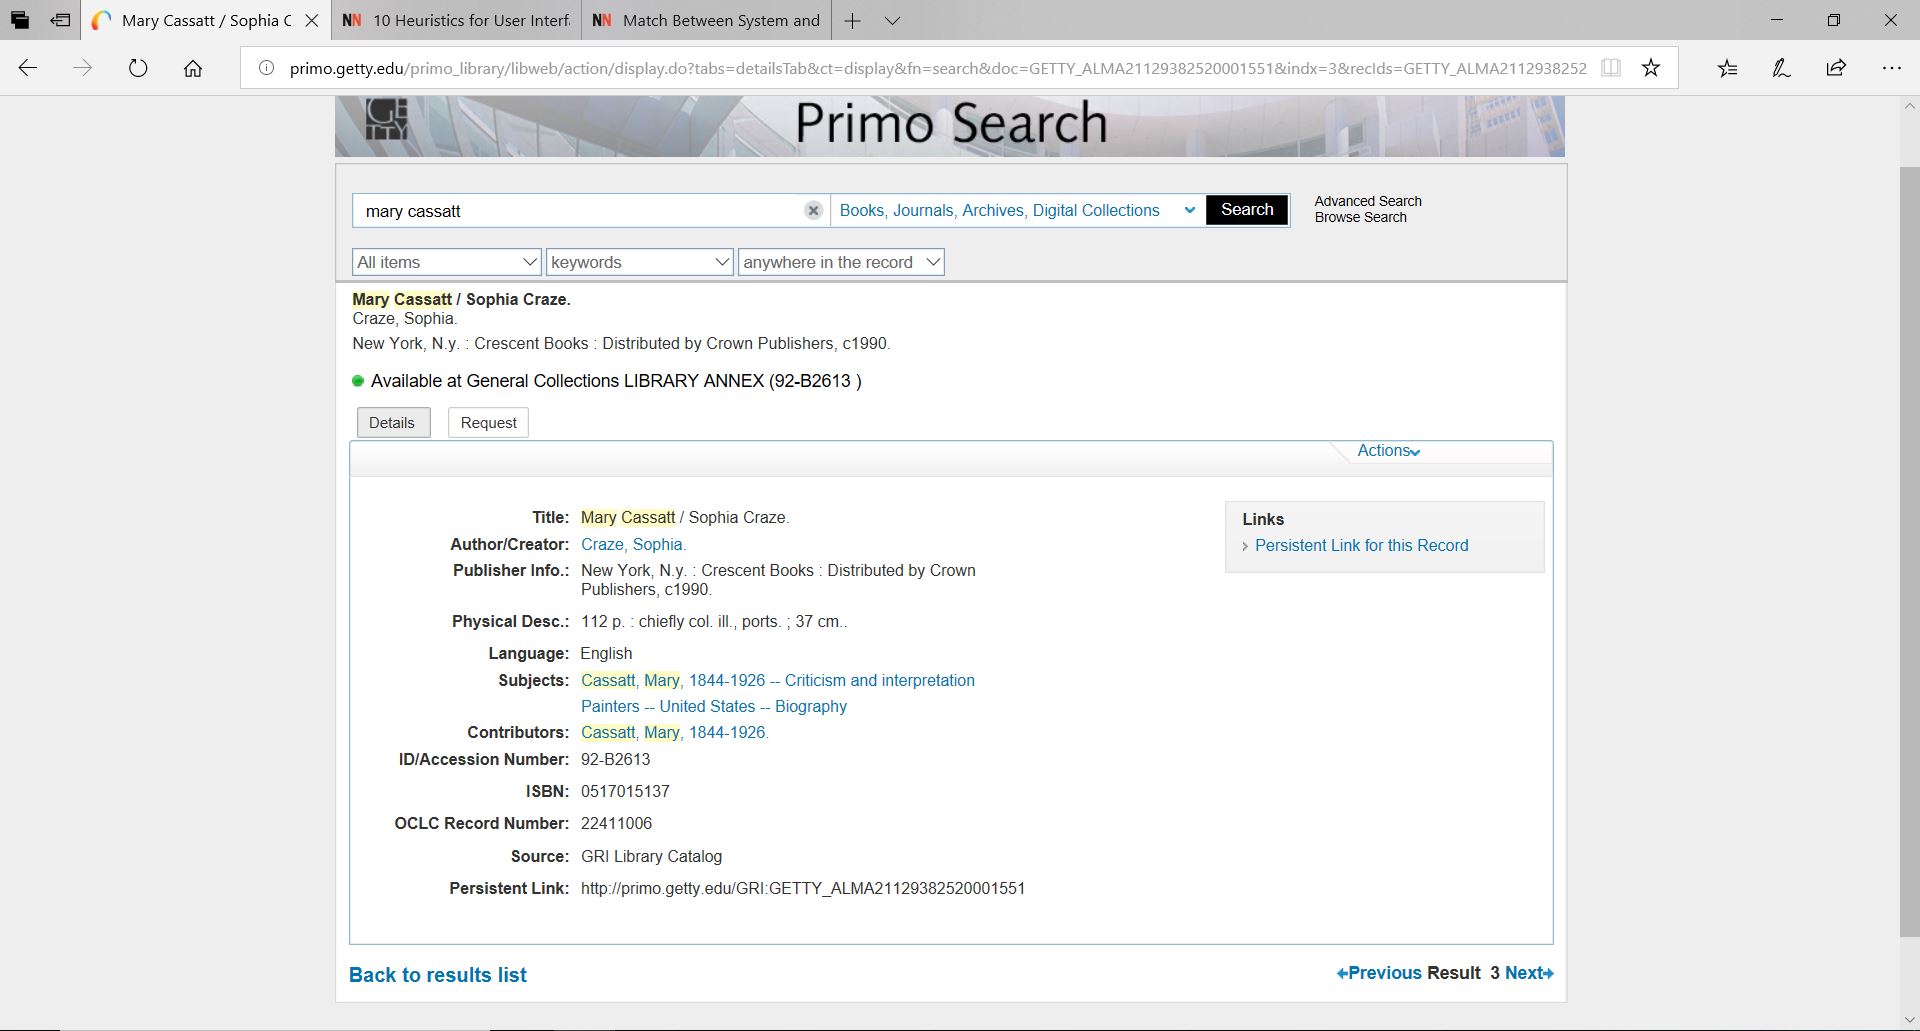 Mary Cassatt / Sophia C
NN 10 Heuristics for User Interf
NN Match Between System and
primo.getty.edu/primo_library/libweb/action/display.do?tabs=detailsTab&ct=display&fn=search&doc=GETTY_ALMA21129382520001551&indx=3&recIds=GETTY_ALMA2112938252
GE
TTY
Primo Search
mary cassatt
Books, Journals, Archives, Digital Collections
Search
Advanced Search
Browse Search
All items
keywords
anywhere in the record
Mary Cassatt / Sophia Craze.
Craze, Sophia.
New York, N.y. : Crescent Books : Distributed by Crown Publishers, c1990.
Available at General Collections LIBRARY ANNEX (92-B2613 )
Details
Request
Actions
Title: Mary Cassatt / Sophia Craze.
Author/Creator: Craze, Sophia.
Publisher Info.: New York, N.y. : Crescent Books : Distributed by Crown
Publishers, c1990.
Physical Desc.: 112 p. : chiefly col. ill., ports. ; 37 cm..
Language: English
Subjects: Cassatt, Mary, 1844-1926 -- Criticism and interpretation
Painters -- United States -- Biography
Contributors: Cassatt, Mary, 1844-1926.
ID/Accession Number: 92-B2613
ISBN: 0517015137
OCLC Record Number: 22411006
Source: GRI Library Catalog
Persistent Link: http://primo.getty.edu/GRI:GETTY_ALMA21129382520001551
Links
Persistent Link for this Record
Back to results list
Previous Result 3 Next